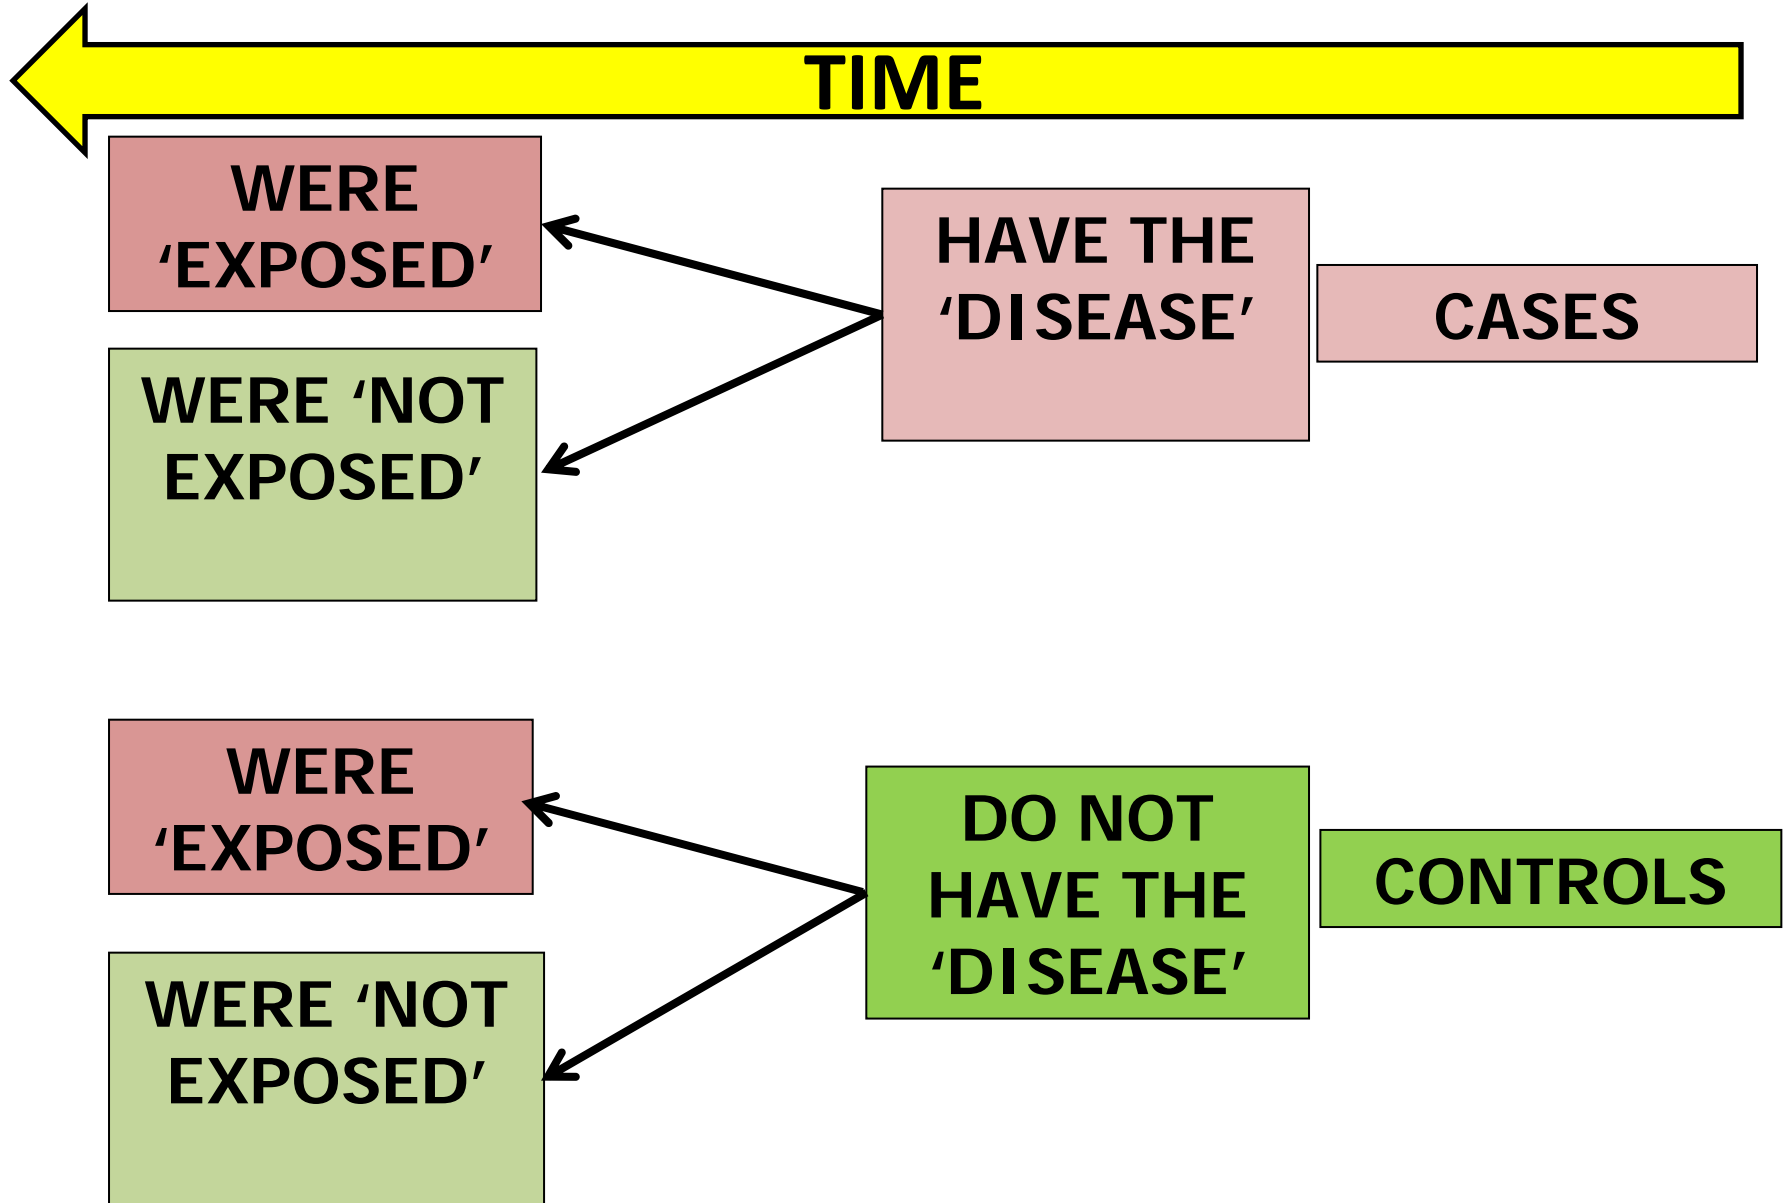 TIME
WERE
‘EXPOSED’
HAVE THE
‘DISEASE’
CASES
WERE ‘NOT
EXPOSED’
WERE
‘EXPOSED’
DO NOT
HAVE THE
‘DISEASE’
CONTROLS
WERE ‘NOT
EXPOSED’